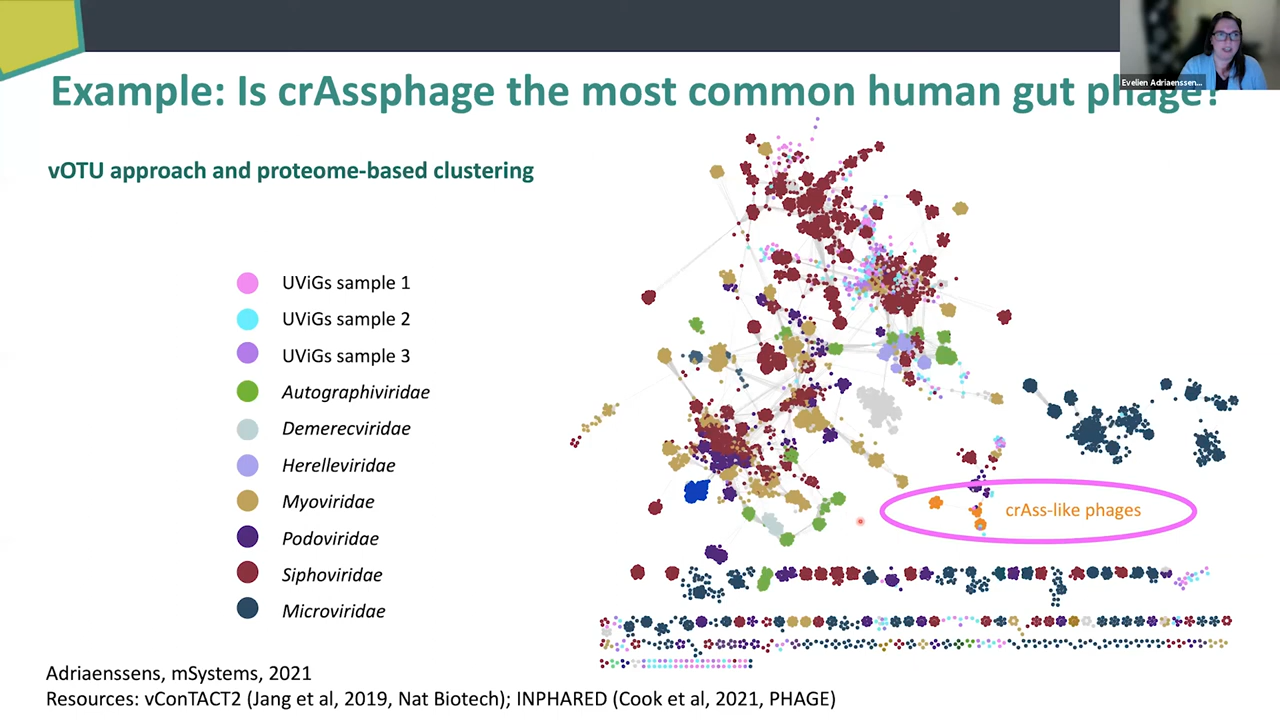 Evelien Adriaenssen...
Example: Is crAssphage the most common human gut phage?
vOTU approach and proteome-based clustering
UViGs sample 1
UViGs sample 2
UViGs sample 3
Autographiviridae
Demerecviridae
Herelleviridae
Myoviridae
Podoviridae
Siphoviridae
Microviridae
crAss-like phages
Adriaenssens, mSystems, 2021
Resources: vConTACT2 (Jang et al, 2019, Nat Biotech); INPHARED (Cook et al, 2021, PHAGE)